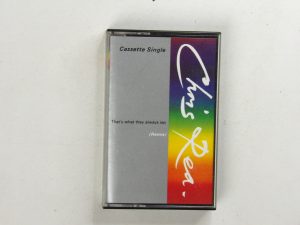 Cassette Single
Chris Rea.
That's what they always say
(Remix)